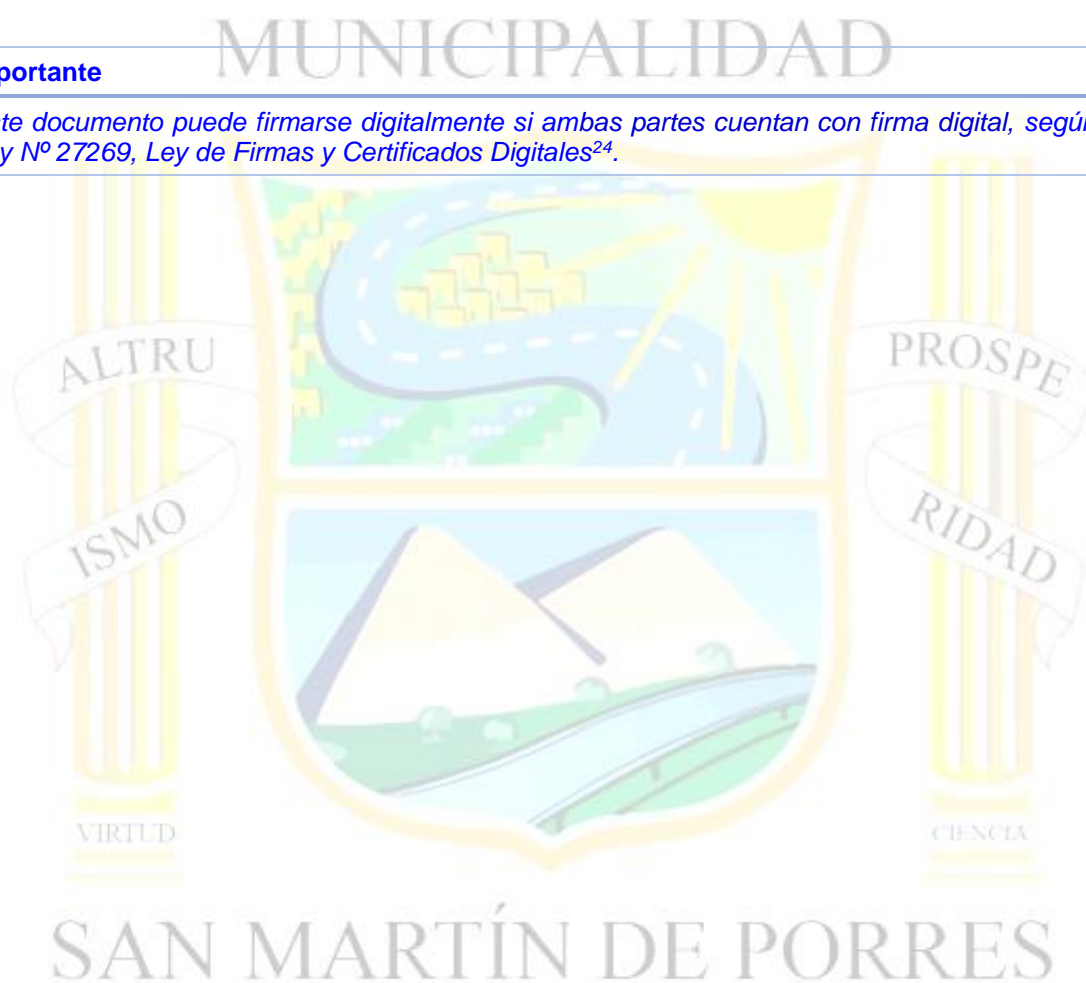 MUNICIPALIDAD
portante
te documento puede firmarse digitalmente si ambas partes cuentan con firma digital, según
y Nº 27269, Ley de Firmas y Certificados Digitales²⁴.
ALTRU
PROSPE
ISMO
RIDAD
VIRTUD
CIENCIA
SAN MARTÍN DE PORRES